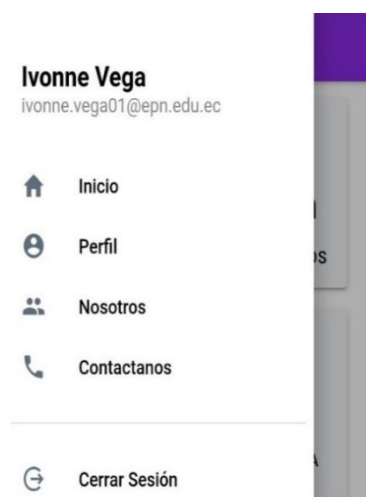 Ivonne Vega
ivonne.vega01@epn.edu.ec
Inicio
Perfil
Nosotros
Contactanos
Cerrar Sesión